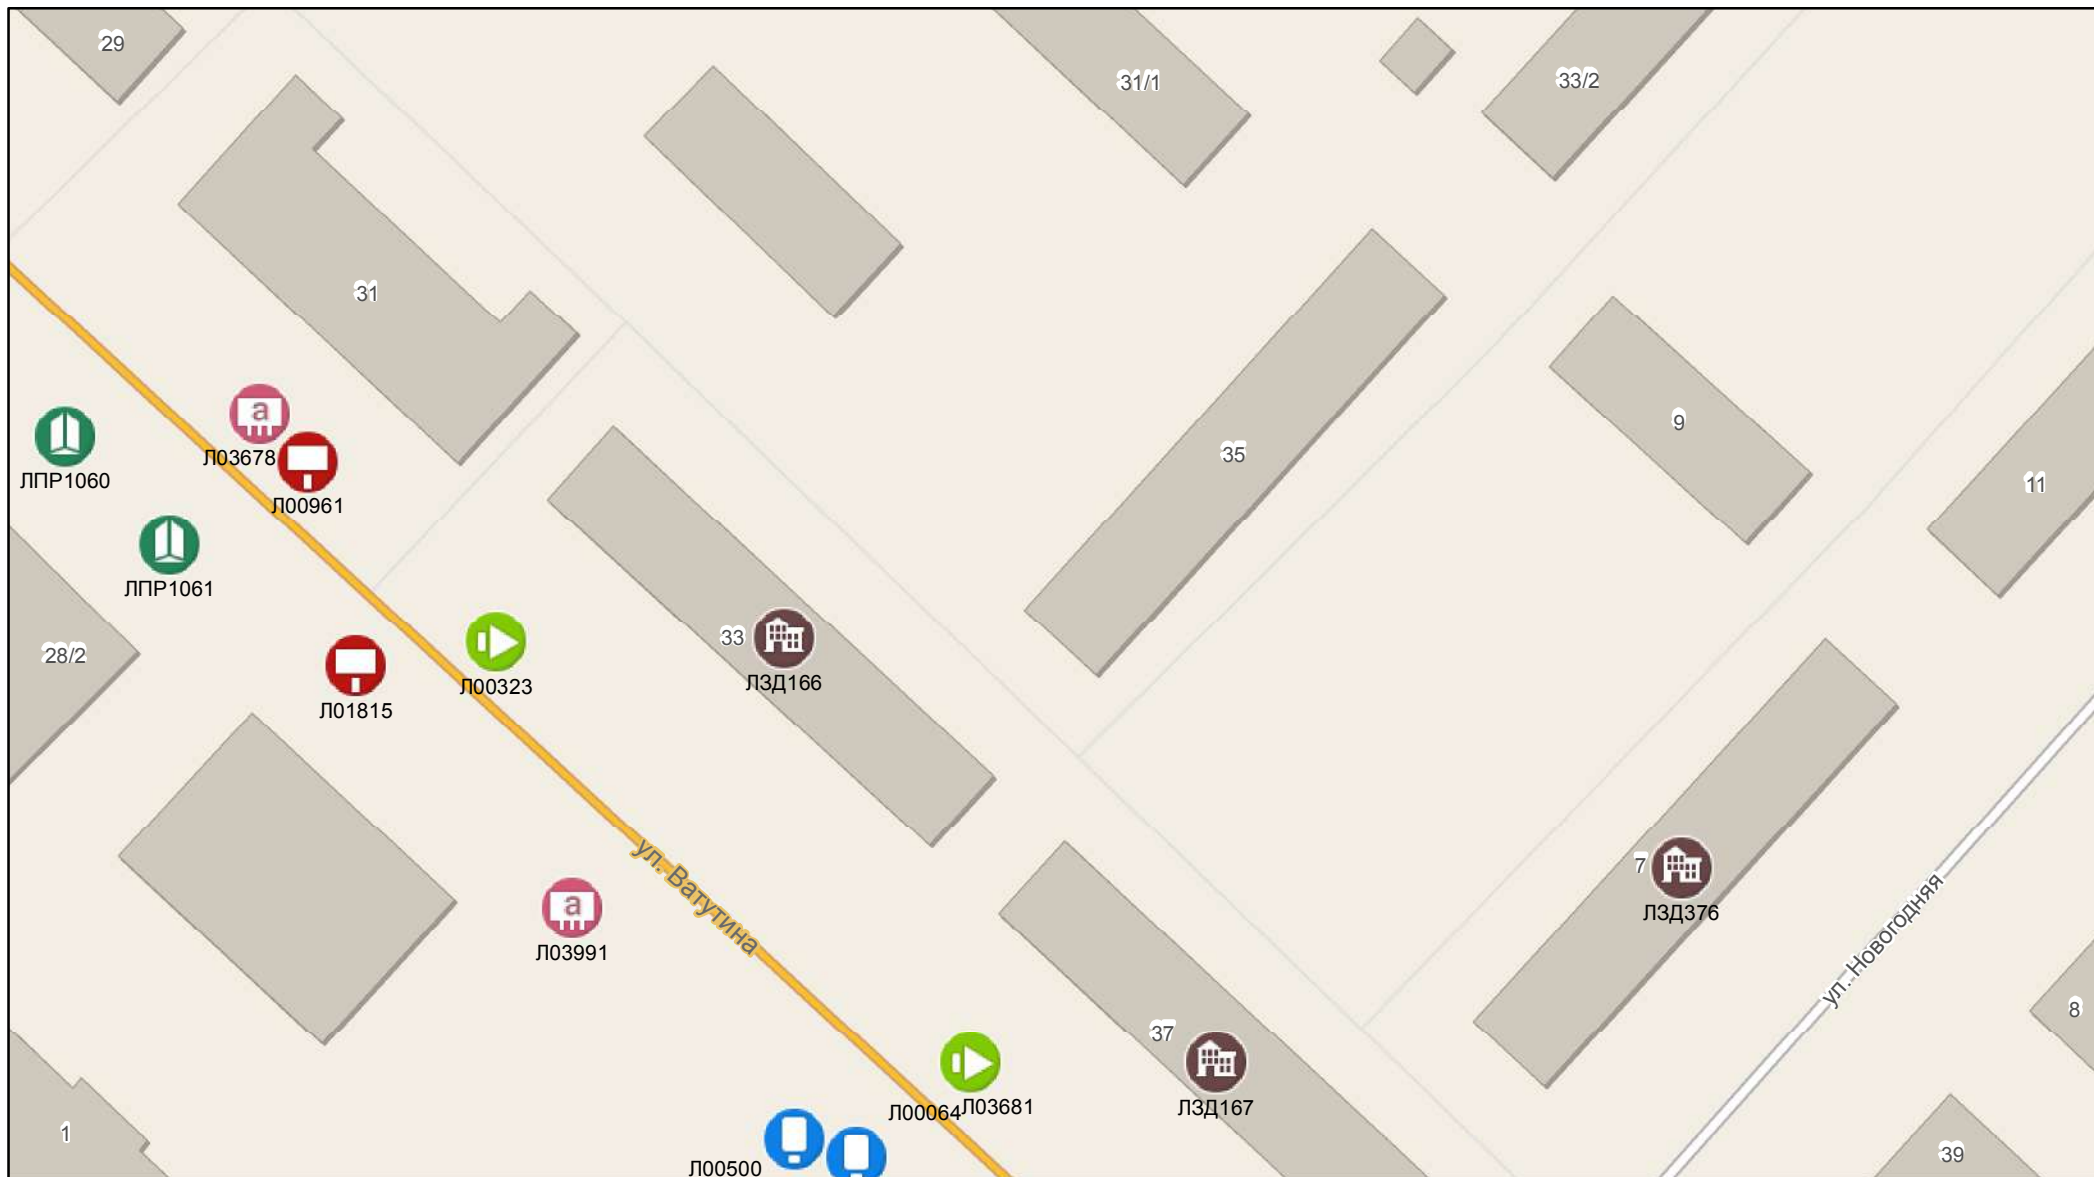 29
31/1
33/2
31
35
9
11
а
Л03678
Л00961
ЛПР1060
ЛПР1061
28/2
Л01815
Л00323
33
ЛЗД166
7
ЛЗД376
ул. Ватутина
ул. Новогодняя
а
Л03991
8
37
ЛЗД167
Л00064
Л03681
1
Л00500
39